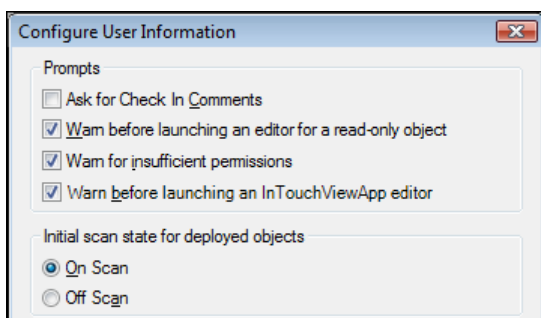 Configure User Information
Prompts
Ask for Check In Comments
Warn before launching an editor for a read-only object
Warn for insufficient permissions
Warn before launching an InTouchViewApp editor
Initial scan state for deployed objects
On Scan
Off Scan